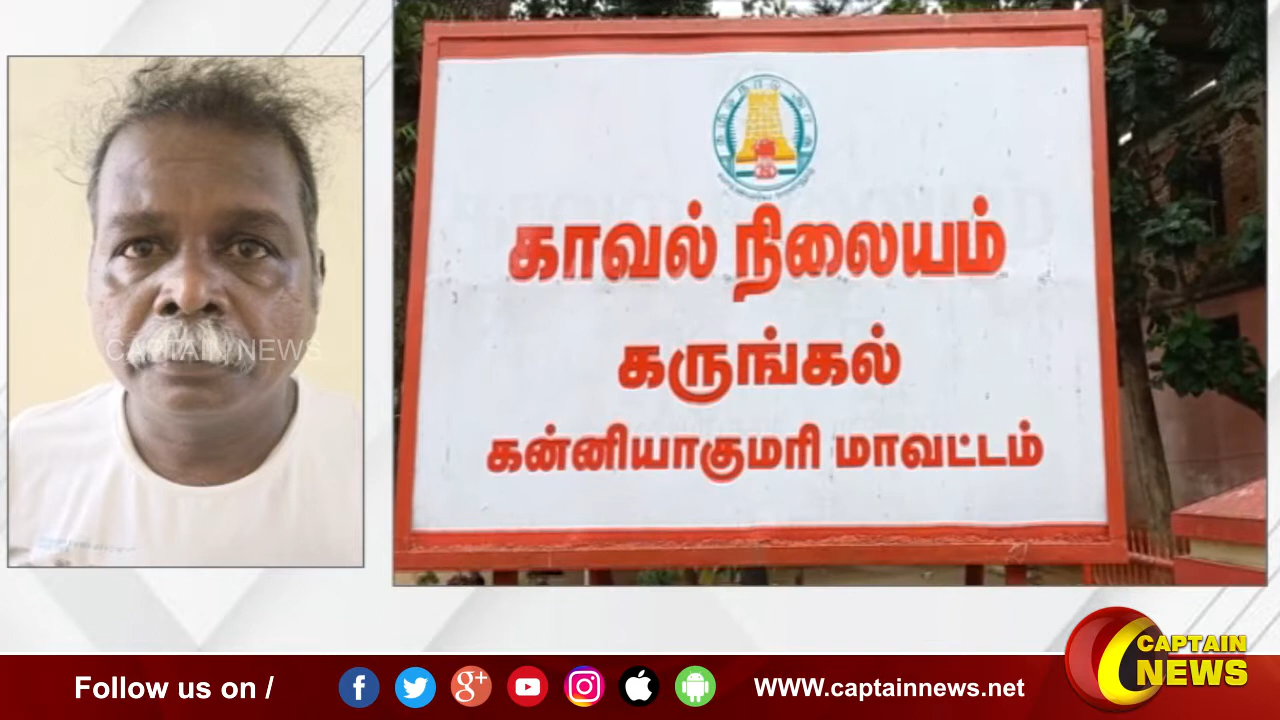 காவல் நிலையம்
கருங்கல்
கன்னியாகுமரி மாவட்டம்
CAPTAIN NEWS
Follow us on /
WWW.captainnews.net
CAPTAIN
NEWS